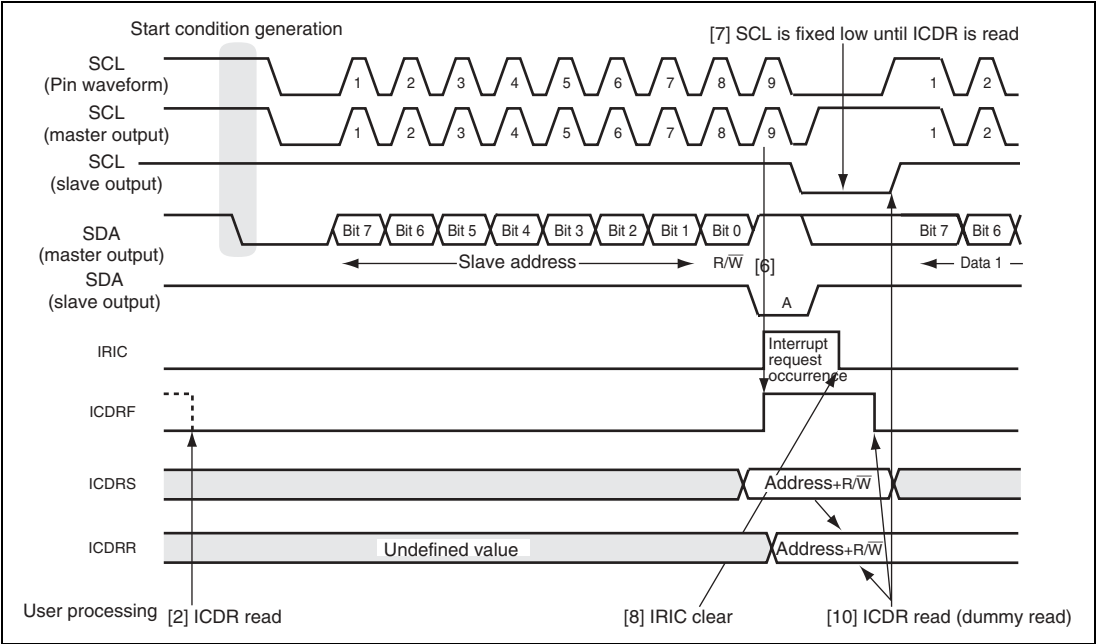 Start condition generation
[7] SCL is fixed low until ICDR is read
SCL
(Pin waveform)
1 2 3 4 5 6 7 8 9 1 2
SCL
(master output)
1 2 3 4 5 6 7 8 9 1 2
SCL
(slave output)
SDA
(master output)
Bit 7 Bit 6 Bit 5 Bit 4 Bit 3 Bit 2 Bit 1 Bit 0 Bit 7 Bit 6
Slave address R/W̅ [6] Data 1
SDA
(slave output)
A
IRIC
Interrupt
request
occurrence
ICDRF
ICDRS
Address+R/W̅
ICDRR
Undefined value Address+R/W̅
User processing [2] ICDR read [8] IRIC clear [10] ICDR read (dummy read)